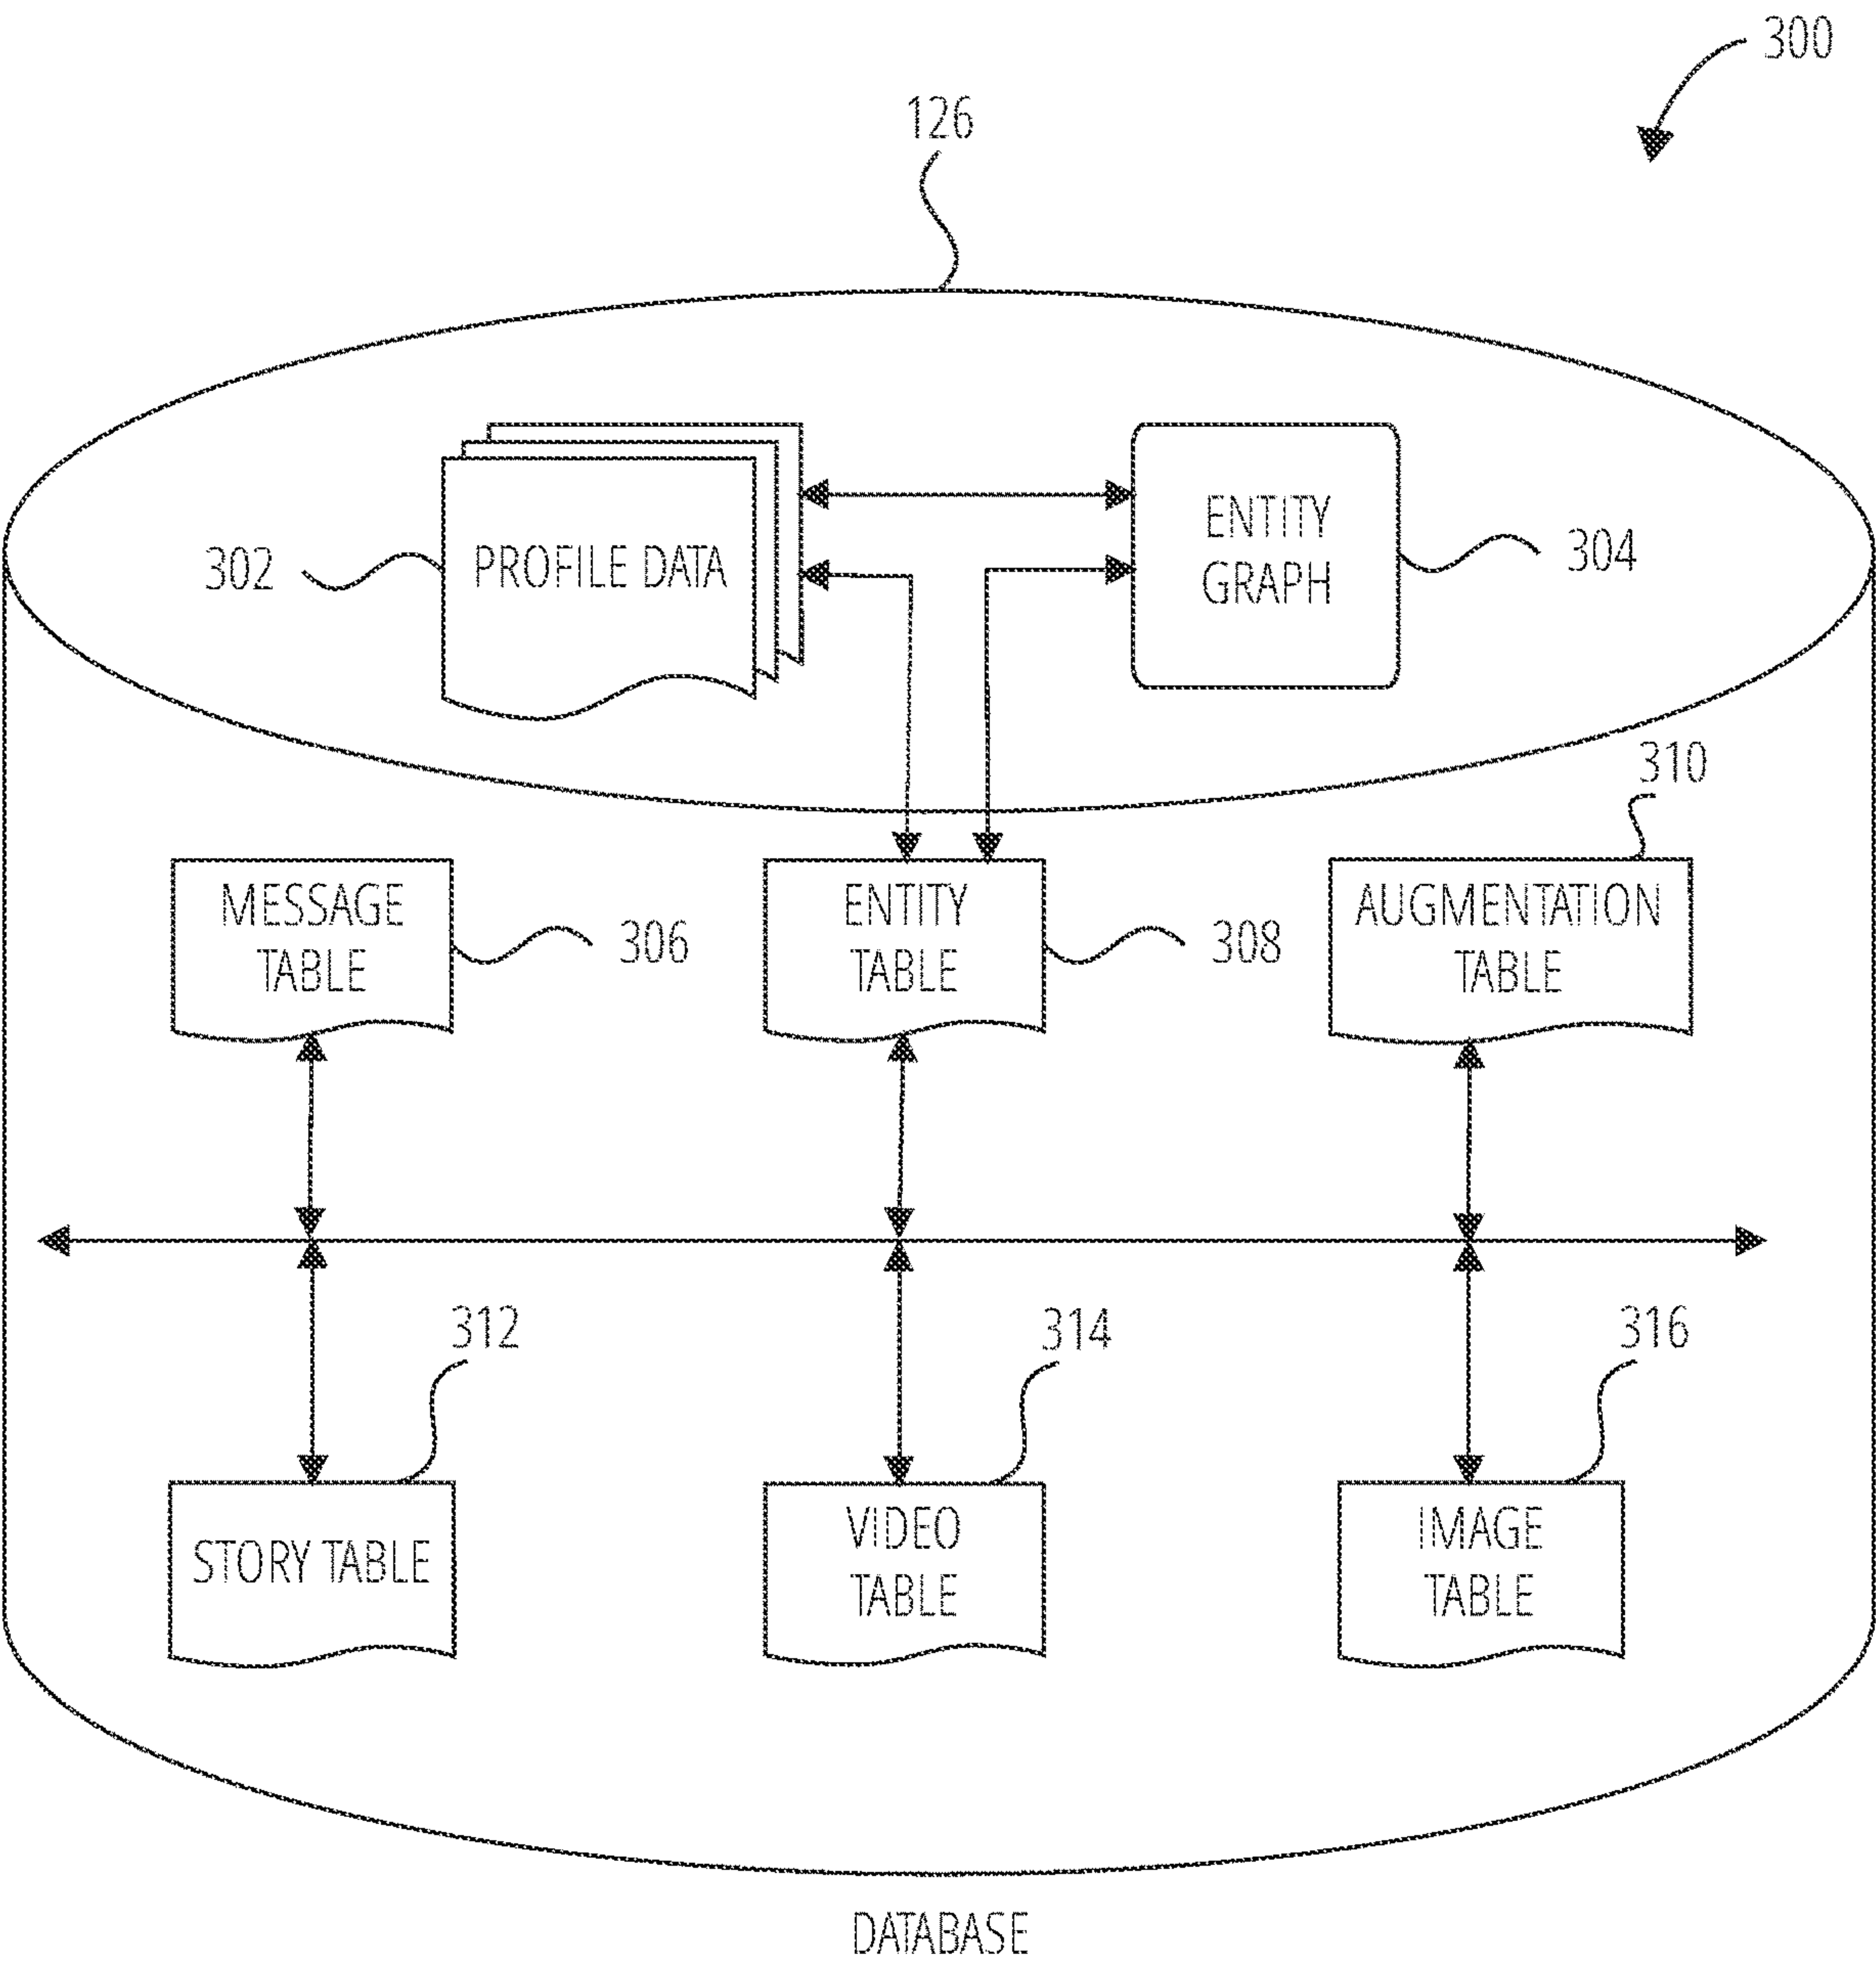 300
126
302
PROFILE DATA
ENTITY
GRAPH
304
310
MESSAGE
TABLE
306
ENTITY
TABLE
308
AUGMENTATION
TABLE
312
314
316
STORY TABLE
VIDEO
TABLE
IMAGE
TABLE
DATABASE